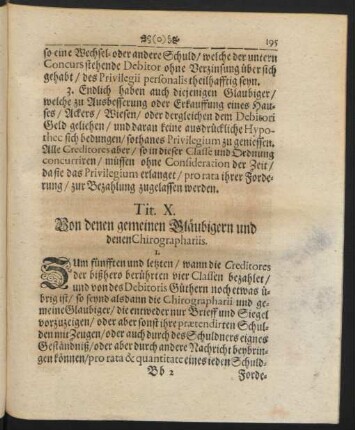 (o) 195
so eine Wechsel- oder andere Schuld/ welche der untern
Concurs stehende Debitor ohne Verzinsung über sich
gehabt/ des Privilegii personalis theilhafftig seyn.
3. Endlich haben auch diejenigen Glaubiger/
welche zu Ausbesserung oder Erkauffung eines Hau-
ses/ Ackers/ Wiesen/ oder dergleichen dem Debitori
Geld geliehen/ und daran keine ausdrückliche Hypo-
thec sich bedungen/ sothanes Privilegium zu geniessen.
Alle Creditores aber/ so in dieser Classe und Ordnung
concurriren/ müssen ohne Consideration der Zeit/
da sie das Privilegium erlanget/ pro rata ihrer Forde-
rung/ zur Bezahlung zugelassen werden.
Tit. X.
Von denen gemeinen Gläubigern und
denen Chirographariis.
1.
Zum fünfften und letzten/ wann die Creditores
der bißhero berührten vier Classen bezahlet/
und von des Debitoris Güthern noch etwas ü-
brig ist/ so seynd alsdann die Chirographarii und ge-
meine Glaubiger/ die entweder nur Brieff und Siegel
vorzuzeigen/ oder aber sonst ihre prætendirten Schul-
den mit Zeugen/ oder auch durch des Schuldners eignes
Geständniß/ oder aber durch andere Nachricht beybrin-
gen können/ pro rata & quantitate eines ieden Schuld-
Bb 2 Forde-